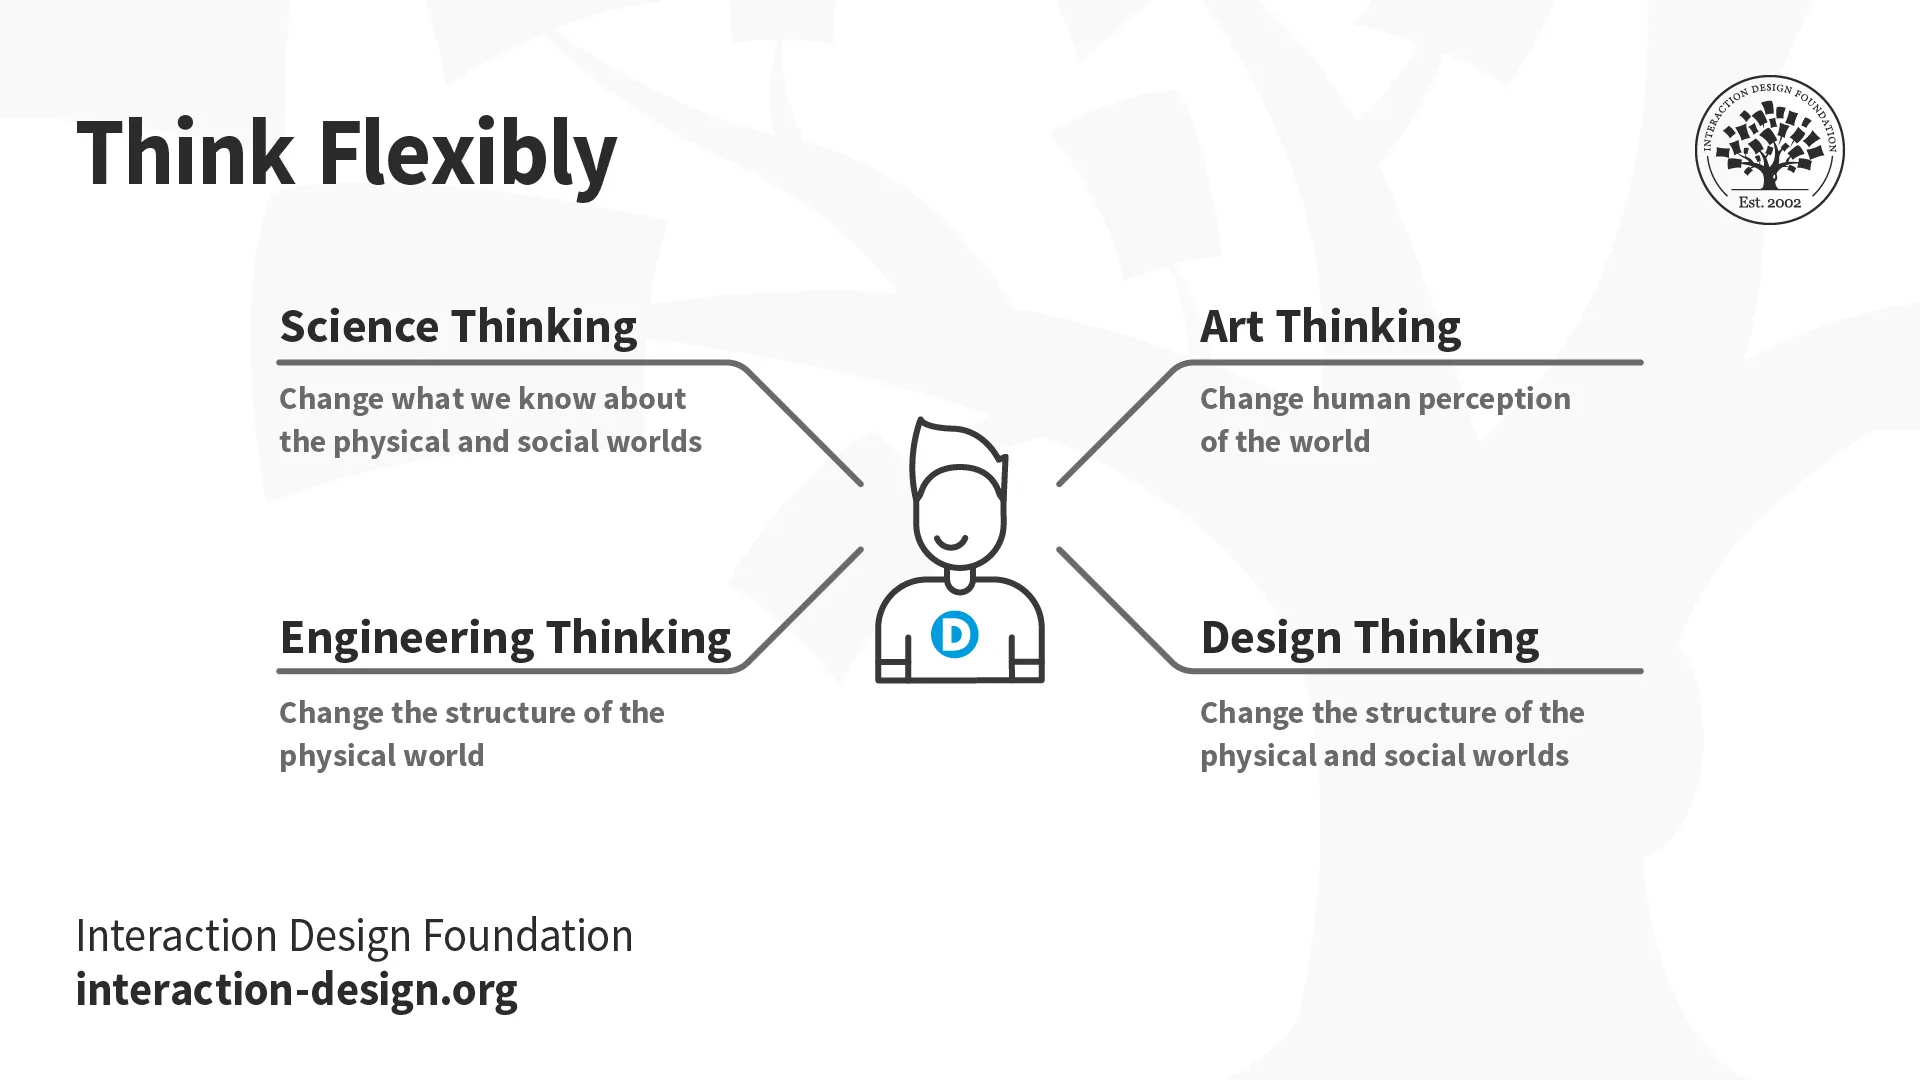 Think Flexibly
INTERACTION DESIGN FOUNDATION
Est. 2002
Science Thinking
Change what we know about
the physical and social worlds
Art Thinking
Change human perception
of the world
D
Engineering Thinking
Change the structure of the
physical world
Design Thinking
Change the structure of the
physical and social worlds
Interaction Design Foundation
interaction-design.org